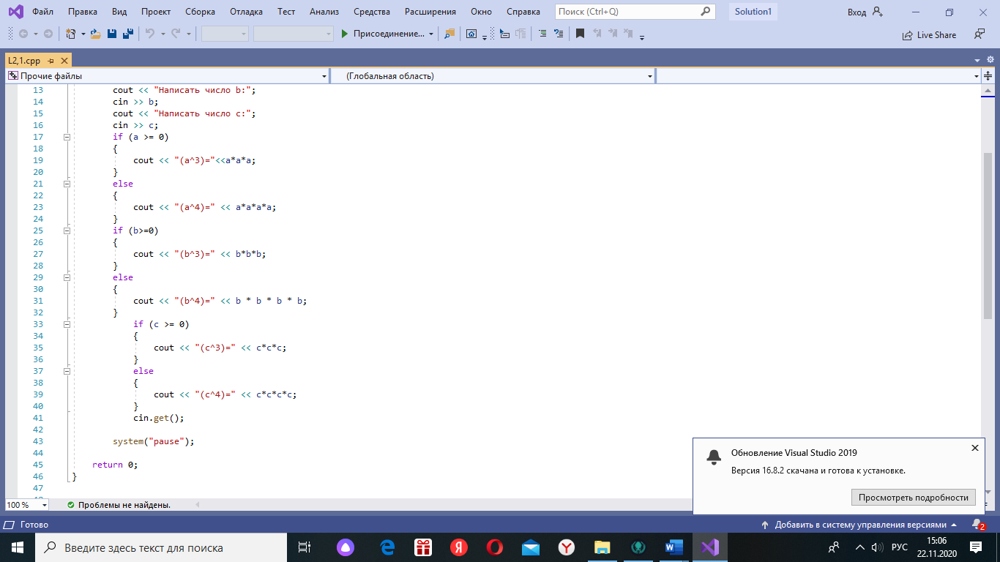 Файл Правка Вид Проект Сборка Отладка Тест Анализ Средства Расширения Окно Справка Поиск (Ctrl+Q) Solution1 Вход
Присоединение... Live Share
L2,1.cpp
Прочие файлы (Глобальная область)
13 cout << "Написать число b:";
14 cin >> b;
15 cout << "Написать число c:";
16 cin >> c;
17 if (a >= 0)
18 {
19 cout << "(a^3)="<<a*a*a;
20 }
21 else
22 {
23 cout << "(a^4)=" << a*a*a*a;
24 }
25 if (b>=0)
26 {
27 cout << "(b^3)=" << b*b*b;
28 }
29 else
30 {
31 cout << "(b^4)=" << b * b * b * b;
32 }
33 if (c >= 0)
34 {
35 cout << "(c^3)=" << c*c*c;
36 }
37 else
38 {
39 cout << "(c^4)=" << c*c*c*c;
40 }
41 cin.get();
42
43 system("pause");
44
45 return 0;
46 }
47
Обновление Visual Studio 2019
Версия 16.8.2 скачана и готова к установке.
Просмотреть подробности
100 % Проблемы не найдены.
Готово Добавить в систему управления версиями 2
Введите здесь текст для поиска РУС 15:06
22.11.2020